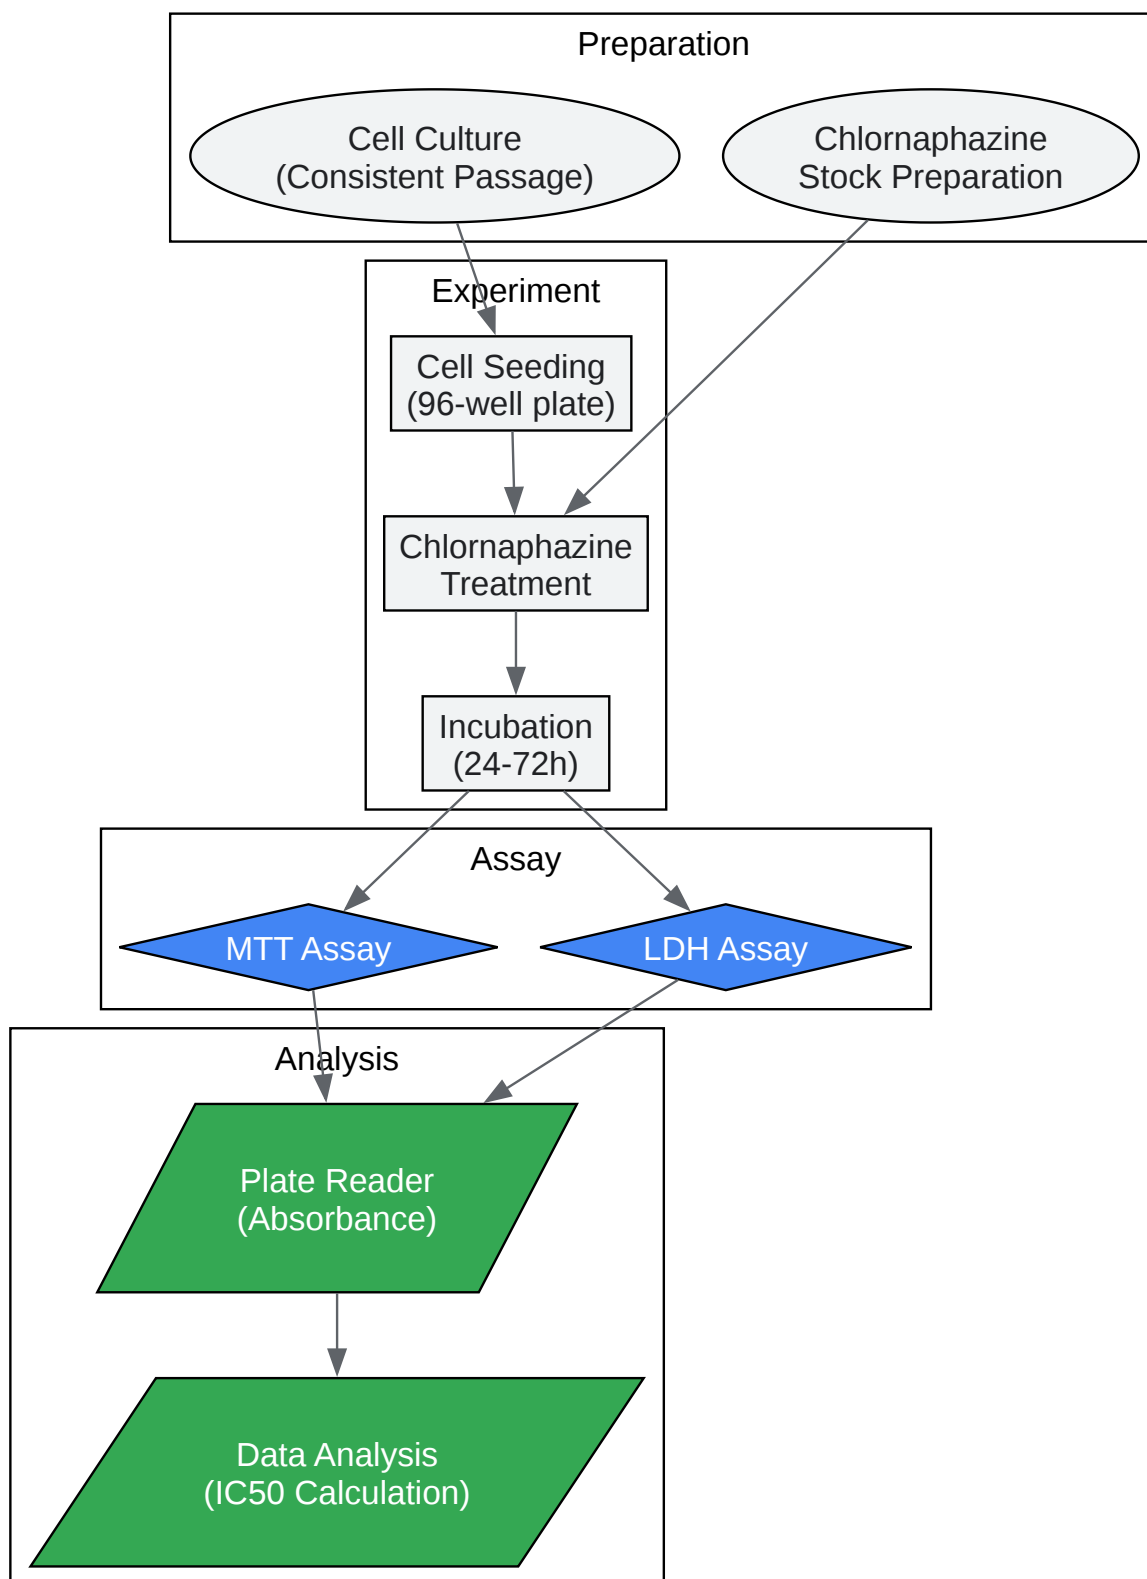 Preparation
Cell Culture
(Consistent Passage)
Chlornaphazine
Stock Preparation
Experiment
Cell Seeding
(96-well plate)
Chlornaphazine
Treatment
Incubation
(24-72h)
Assay
MTT Assay
LDH Assay
Analysis
Plate Reader
(Absorbance)
Data Analysis
(IC50 Calculation)